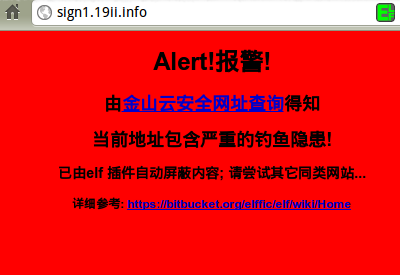 sign1.19ii.info
Alert!报警!
由金山云安全网址查询得知
当前地址包含严重的钓鱼隐患!
已由elf 插件自动屏蔽内容; 请尝试其它同类网站...
详细参考: https://bitbucket.org/elfflc/elf/wiki/Home